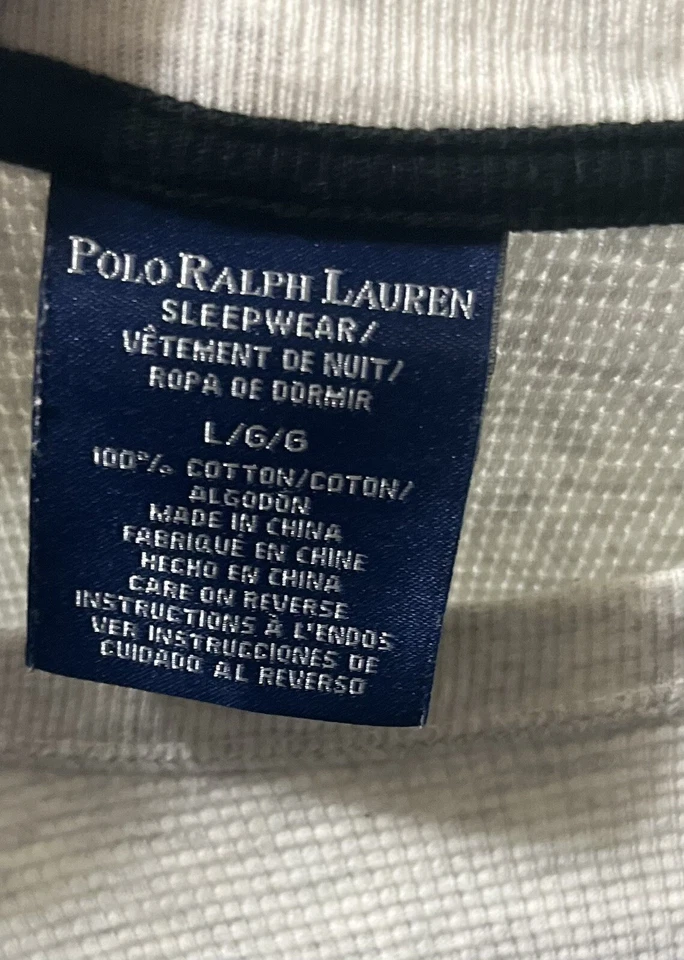 POLO RALPH LAUREN
SLEEPWEAR/
VÊTEMENT DE NUIT/
ROPA DE DORMIR
L/G/G
100% COTTON/COTON/
ALGODÓN
MADE IN CHINA
FABRIQUÉ EN CHINE
HECHO EN CHINA
CARE ON REVERSE
INSTRUCTIONS À L'ENDOS
VER INSTRUCCIONES DE
CUIDADO AL REVERSO